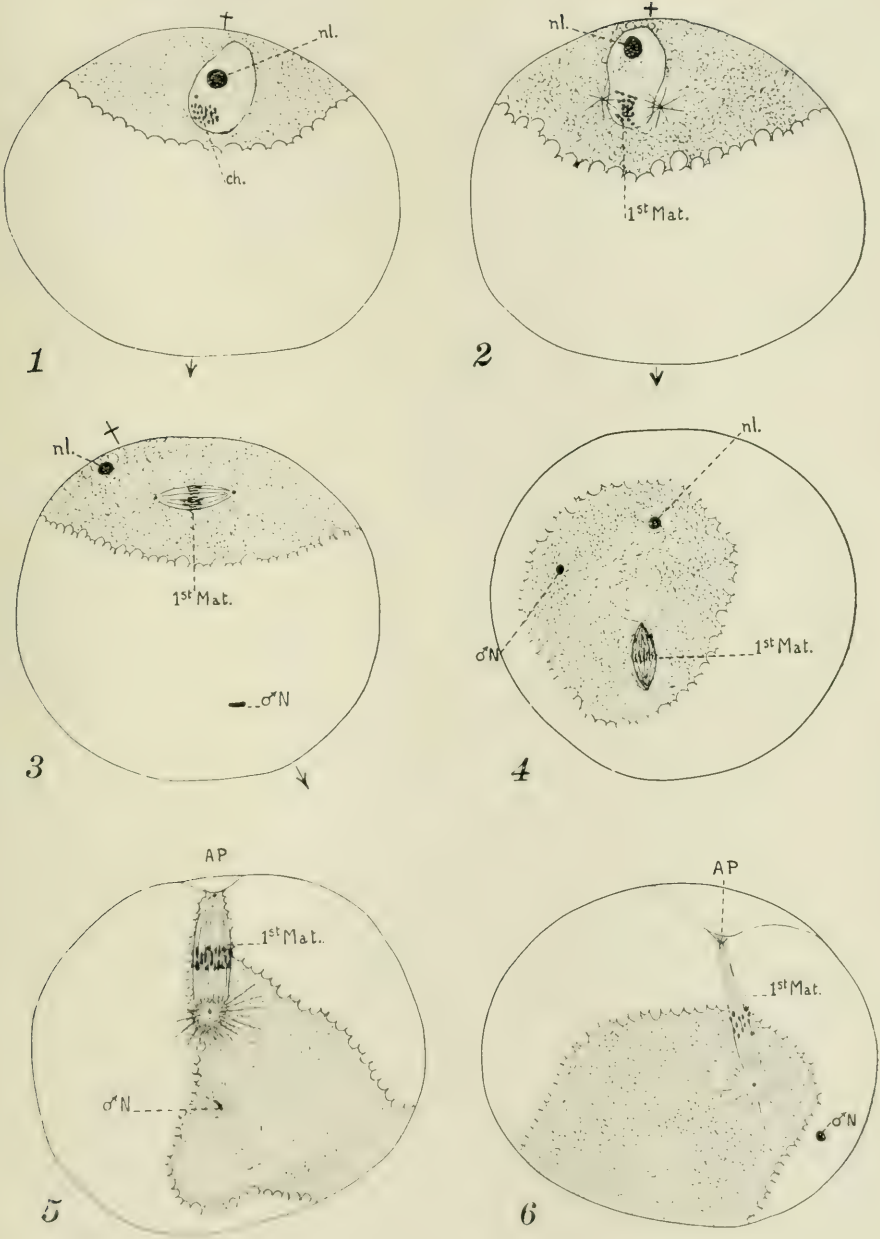 nl.
ch.
1
nl.
1st Mat.
2
nl.
1st Mat.
♂N
3
nl.
♂N
1st Mat.
4
AP
1st Mat.
♂N
5
AP
1st Mat.
♂N
6